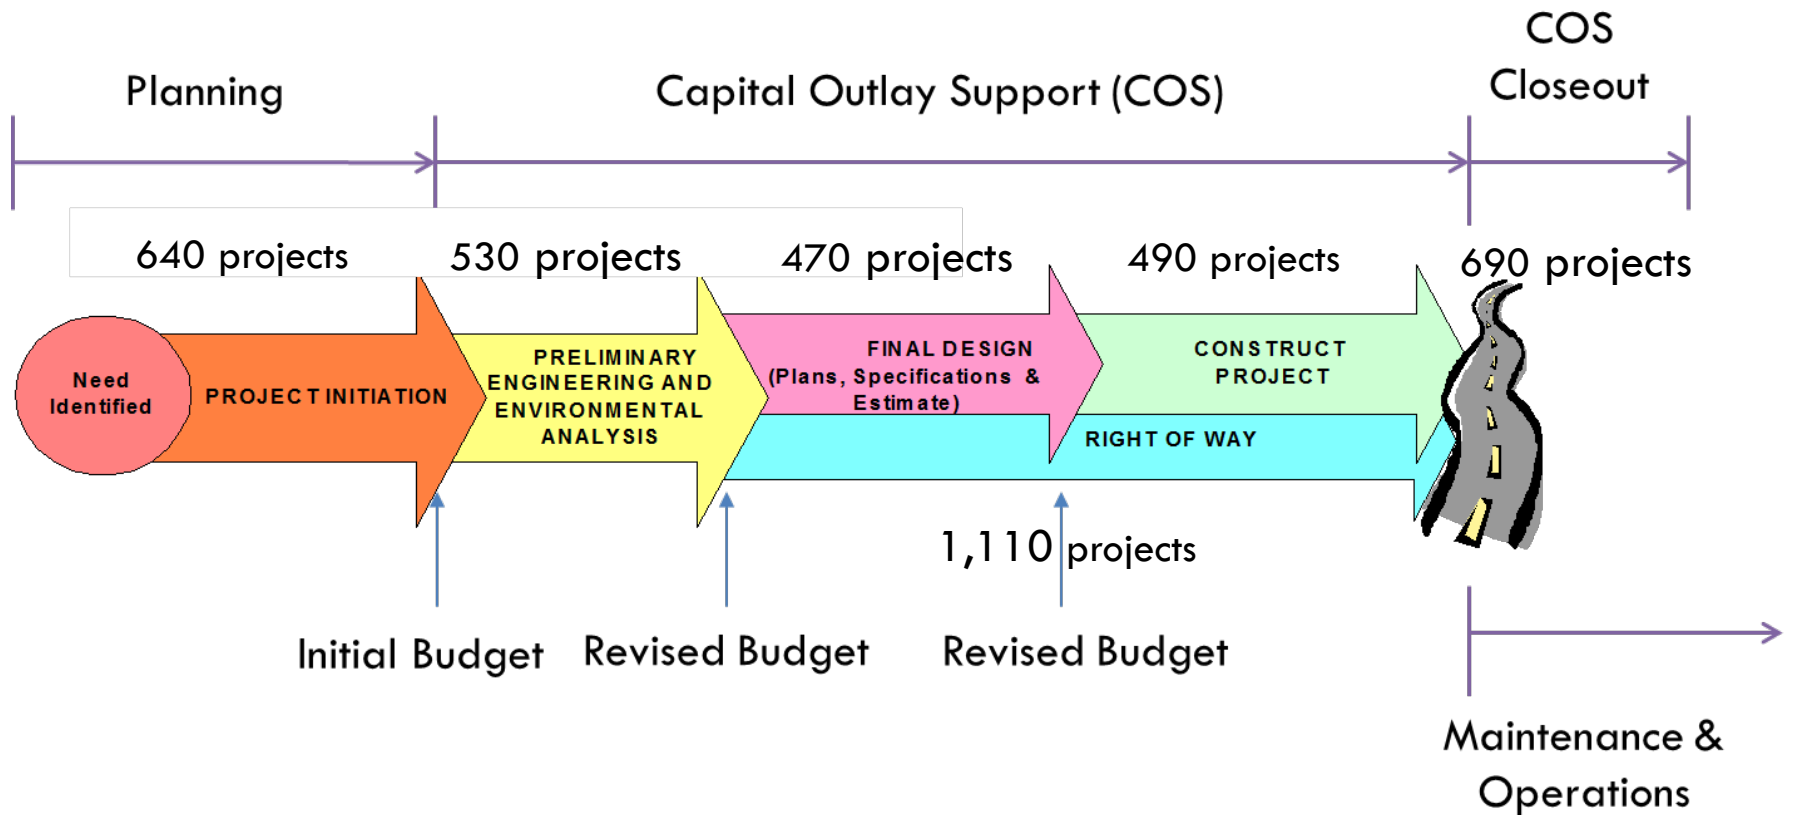 COS
Closeout
Planning
Capital Outlay Support (COS)
640 projects
530 projects
470 projects
490 projects
690 projects
Need
Identified
PROJECT INITIATION
PRELIMINARY
ENGINEERING AND
ENVIRONMENTAL
ANALYSIS
FINAL DESIGN
(Plans, Specifications &
Estimate)
CONSTRUCT
PROJECT
RIGHT OF WAY
1,110 projects
Initial Budget
Revised Budget
Revised Budget
Maintenance &
Operations